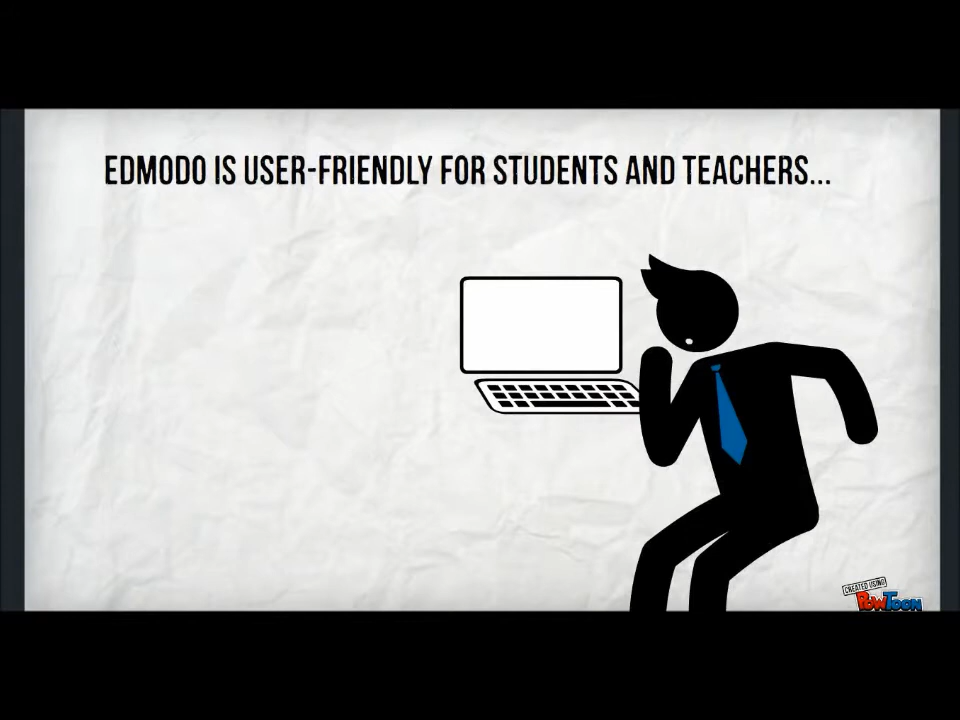 EDMODO IS USER-FRIENDLY FOR STUDENTS AND TEACHERS...
CREATED USING
POWTOON